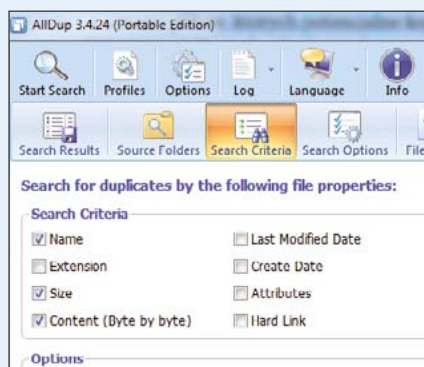 AllDup 3.4.24 (Portable Edition)
Start Search Profiles Options Log Language Info
Search Results Source Folders Search Criteria Search Options File
Search for duplicates by the following file properties:
Search Criteria
Name Last Modified Date
Extension Create Date
Size Attributes
Content (Byte by byte) Hard Link
Options